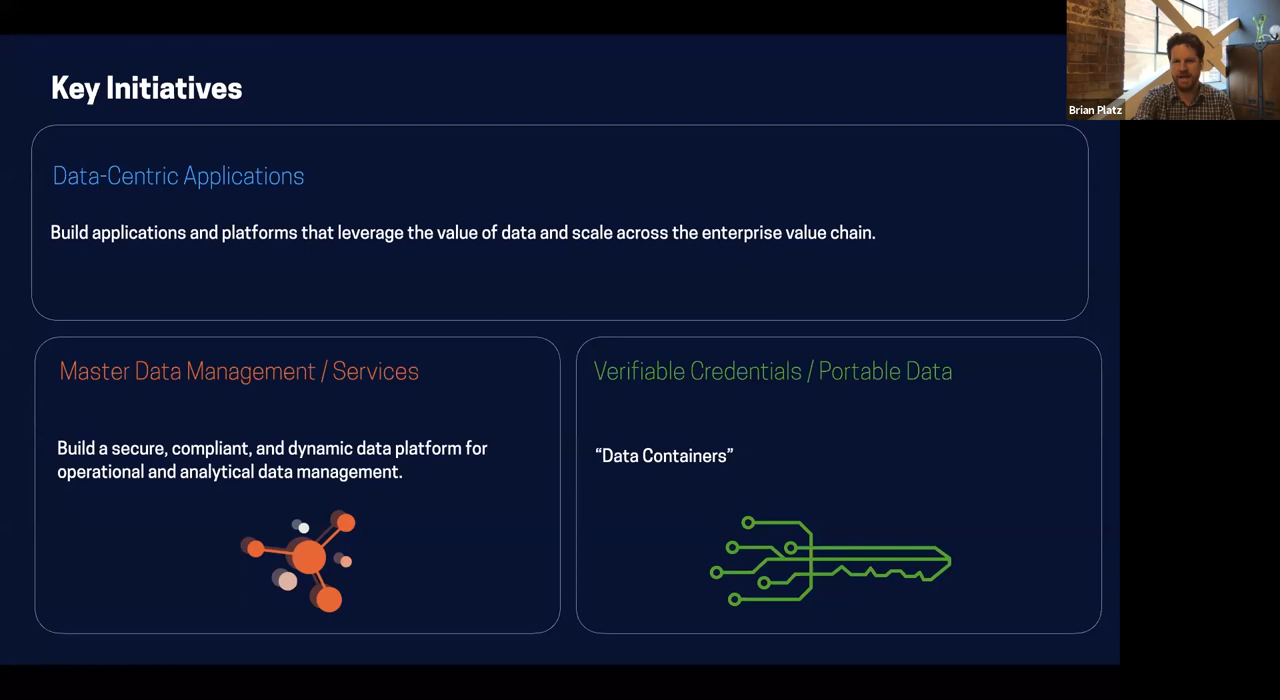 Key Initiatives
Brian Platz
Data-Centric Applications
Build applications and platforms that leverage the value of data and scale across the enterprise value chain.
Master Data Management / Services
Build a secure, compliant, and dynamic data platform for
operational and analytical data management.
Verifiable Credentials / Portable Data
“Data Containers”